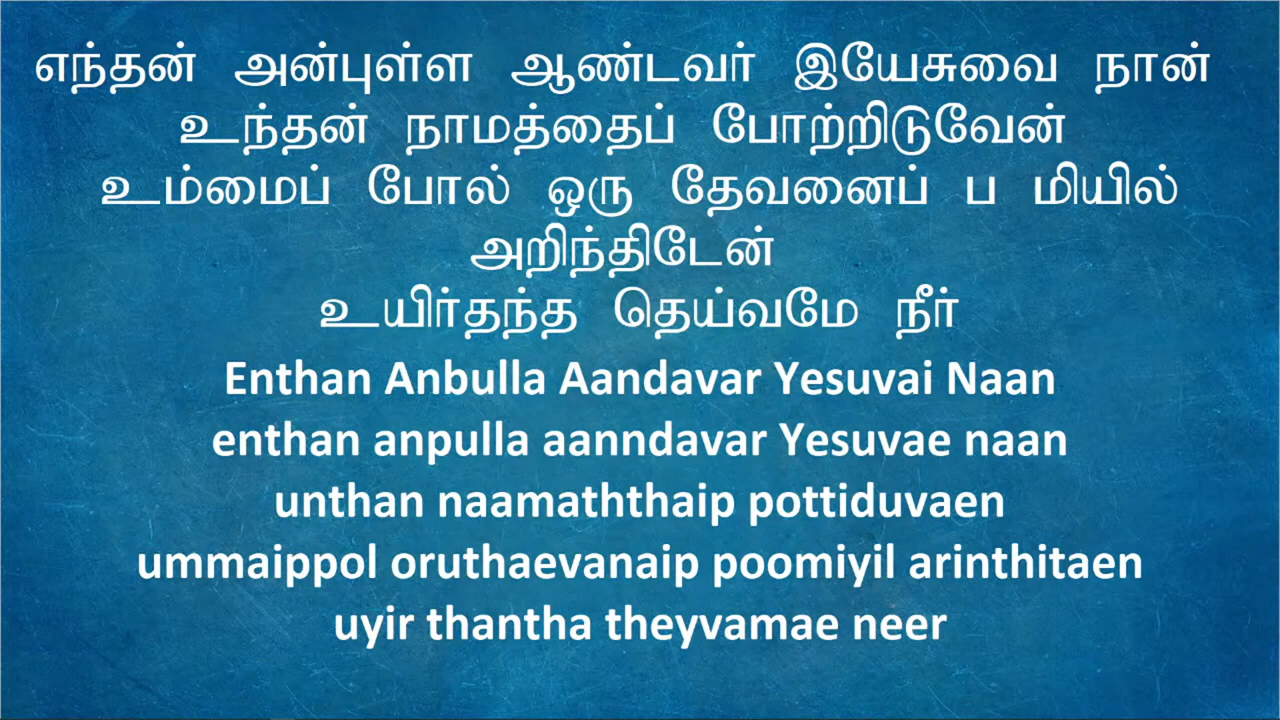 எந்தன் அன்புள்ள ஆண்டவர் இயேசுவை நான்
உந்தன் நாமத்தைப் போற்றிடுவேன்
உம்மைப் போல் ஒரு தேவனைப் ப மியில்
அறிந்திடேன்
உயிர்தந்த தெய்வமே நீர்
Enthan Anbulla Aandavar Yesuvai Naan
enthan anpulla aanndavar Yesuvae naan
unthan naamaththaip pottiduvaen
ummaippol oruthaevanaip poomiyil arinthitaen
uyir thantha theyvamae neer